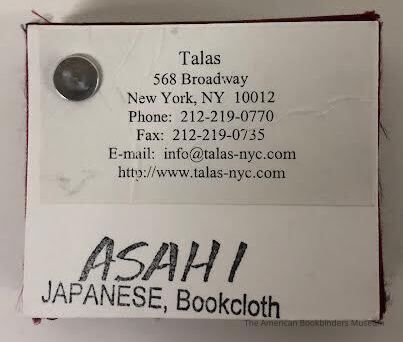 Talas
568 Broadway
New York, NY 10012
Phone: 212-219-0770
Fax: 212-219-0735
E-mail: info@talas-nyc.com
http://www.talas-nyc.com
ASAHI
JAPANESE, Bookcloth
The American Bookbinders Museum